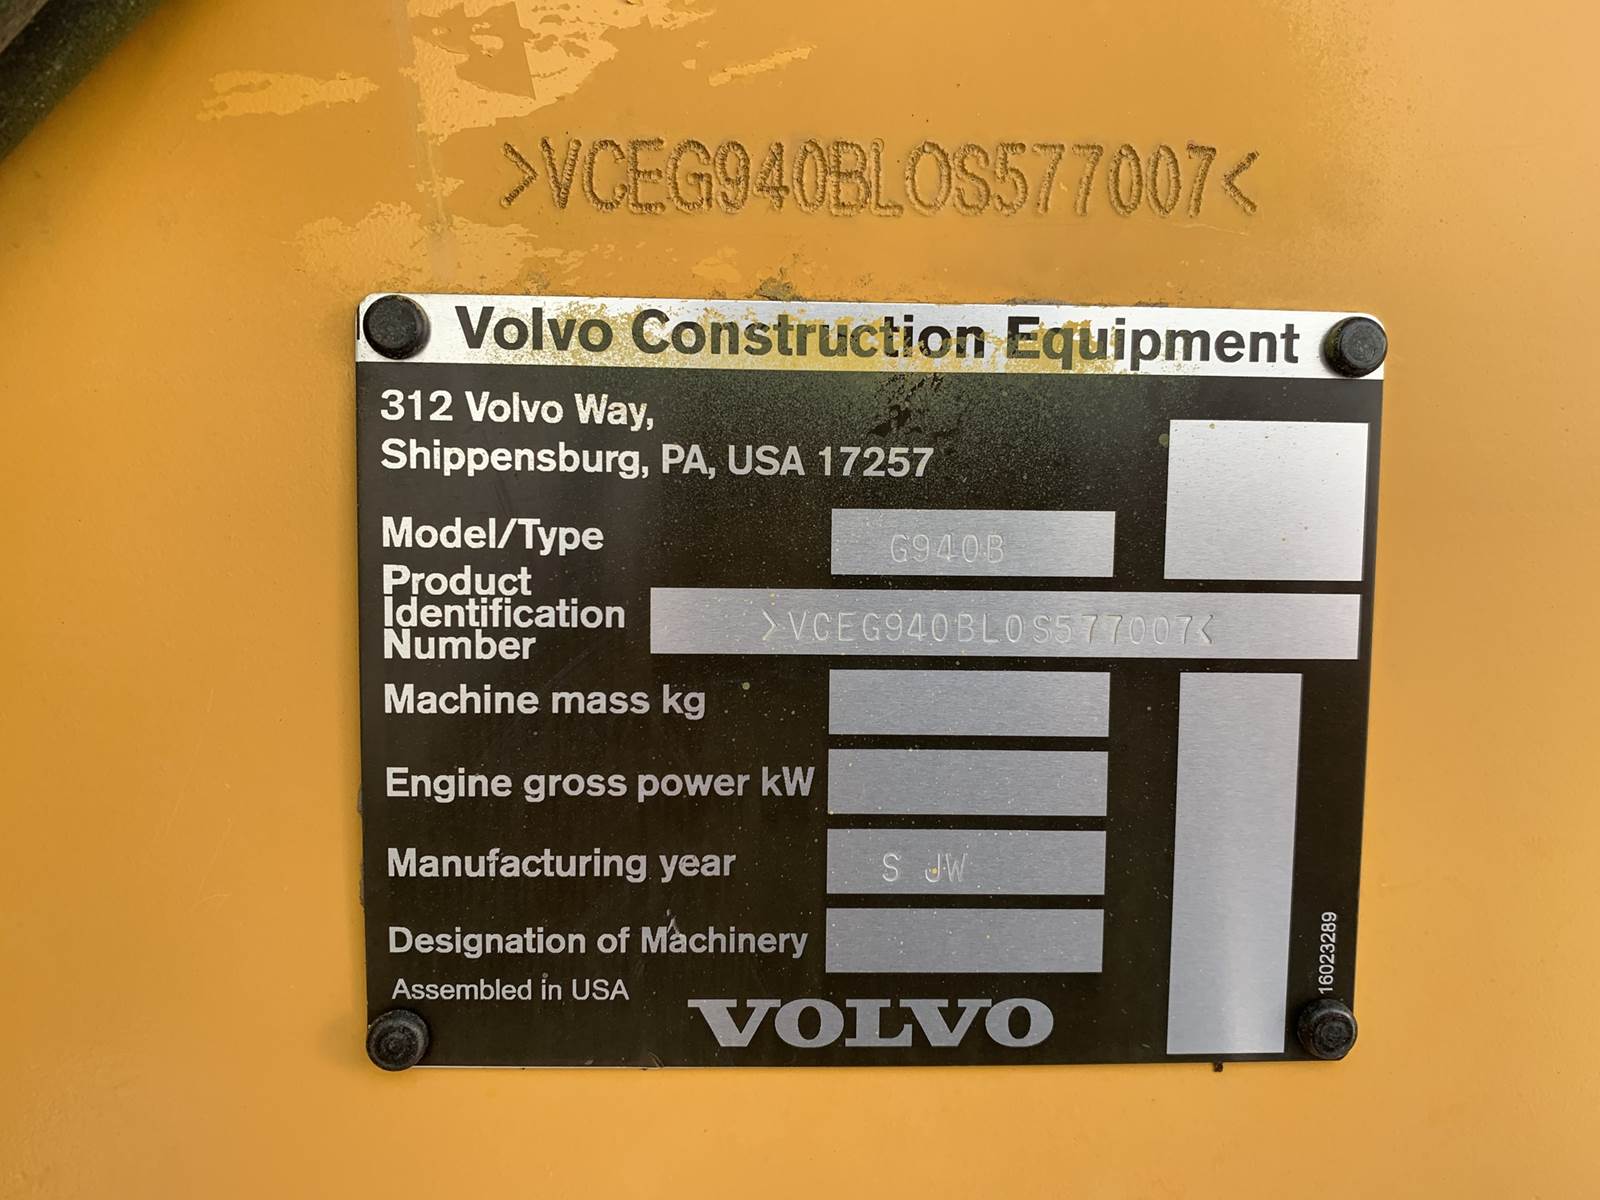 >VCEG940BL0S577007<
Volvo Construction Equipment
312 Volvo Way,
Shippensburg, PA, USA 17257
Model/Type G940B
Product
Identification
Number >VCEG940BL0S577007<
Machine mass kg
Engine gross power kW
Manufacturing year S JW
Designation of Machinery
Assembled in USA
VOLVO
16023289